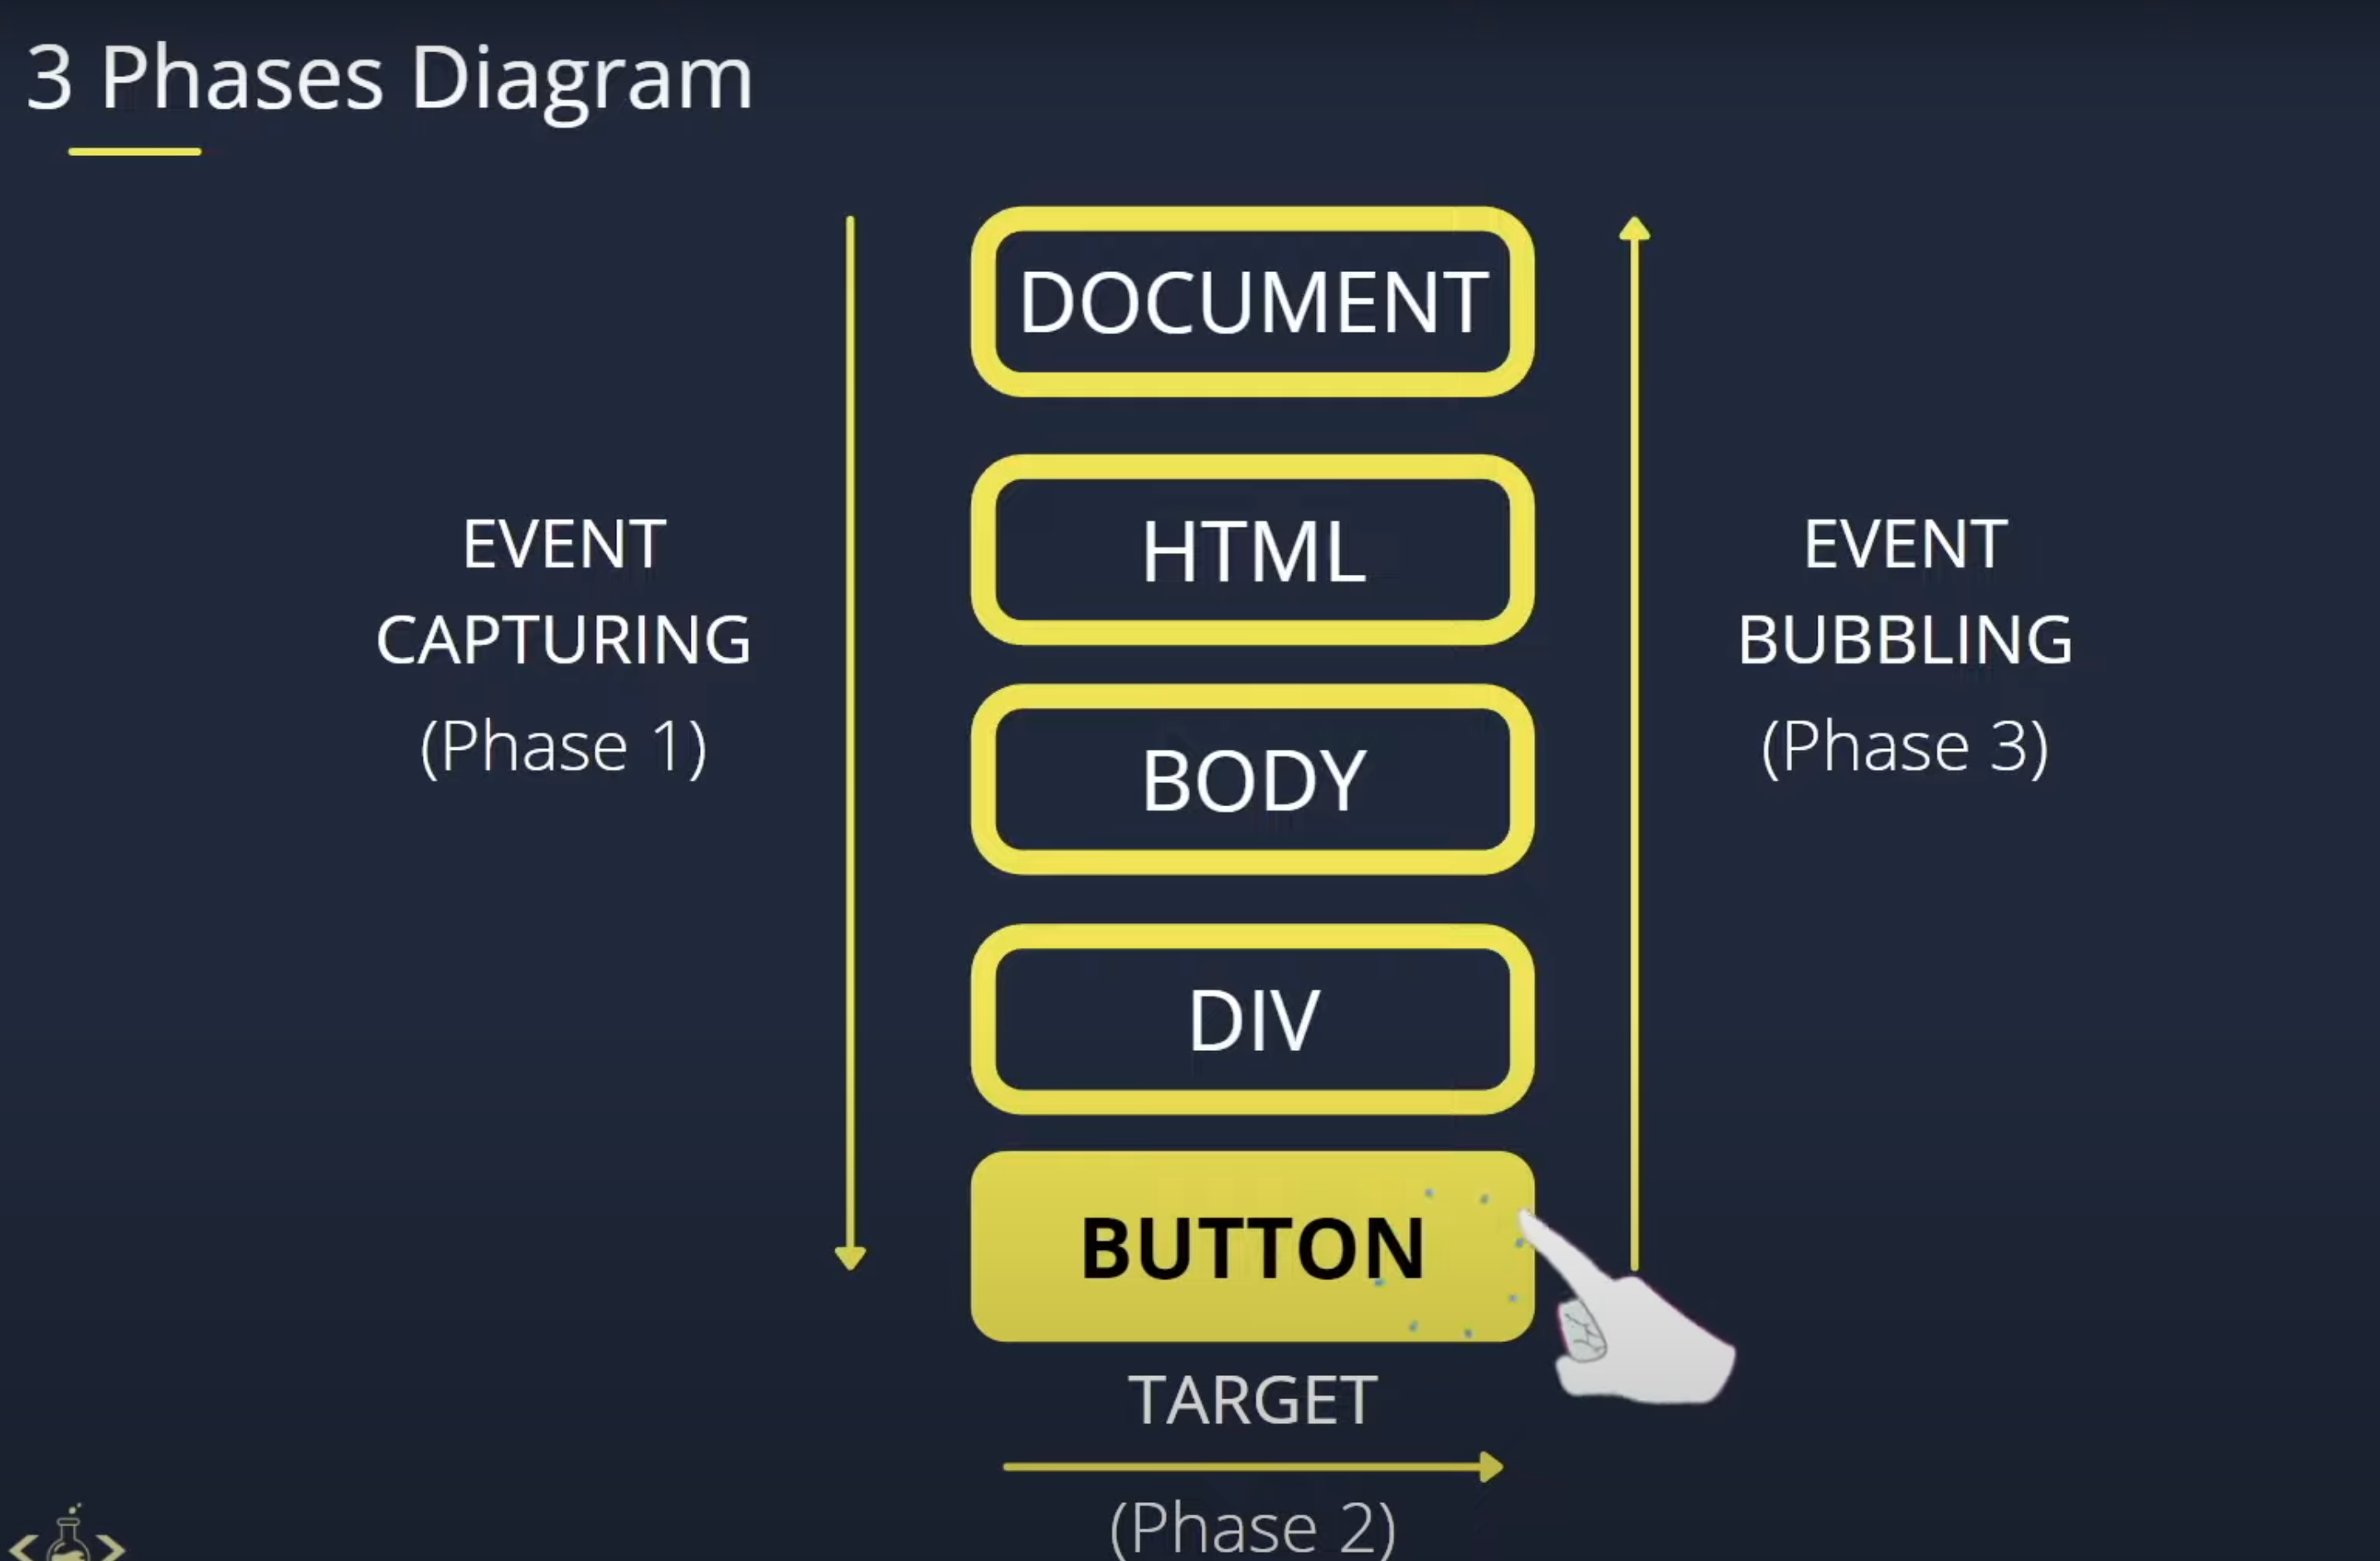 3 Phases Diagram
DOCUMENT
HTML
EVENT
CAPTURING
(Phase 1)
EVENT
BUBBLING
(Phase 3)
BODY
DIV
BUTTON
TARGET
(Phase 2)